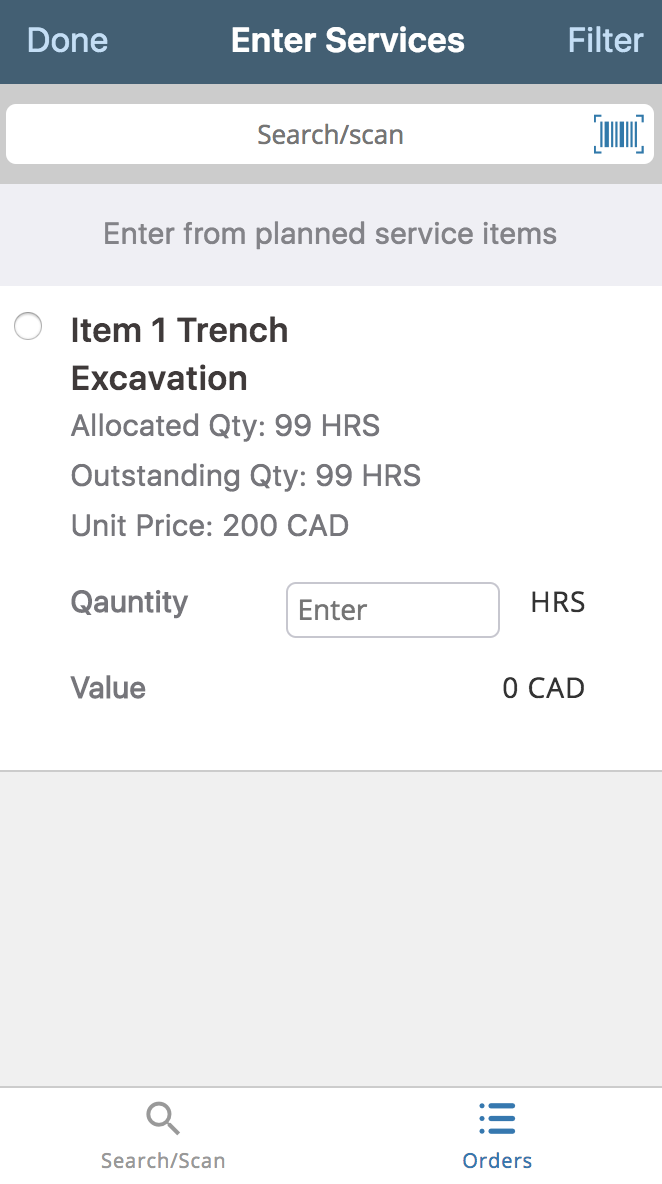 Done Enter Services Filter
Search/scan
Enter from planned service items
Item 1 Trench
Excavation
Allocated Qty: 99 HRS
Outstanding Qty: 99 HRS
Unit Price: 200 CAD
Qauntity Enter HRS
Value 0 CAD
Search/Scan Orders